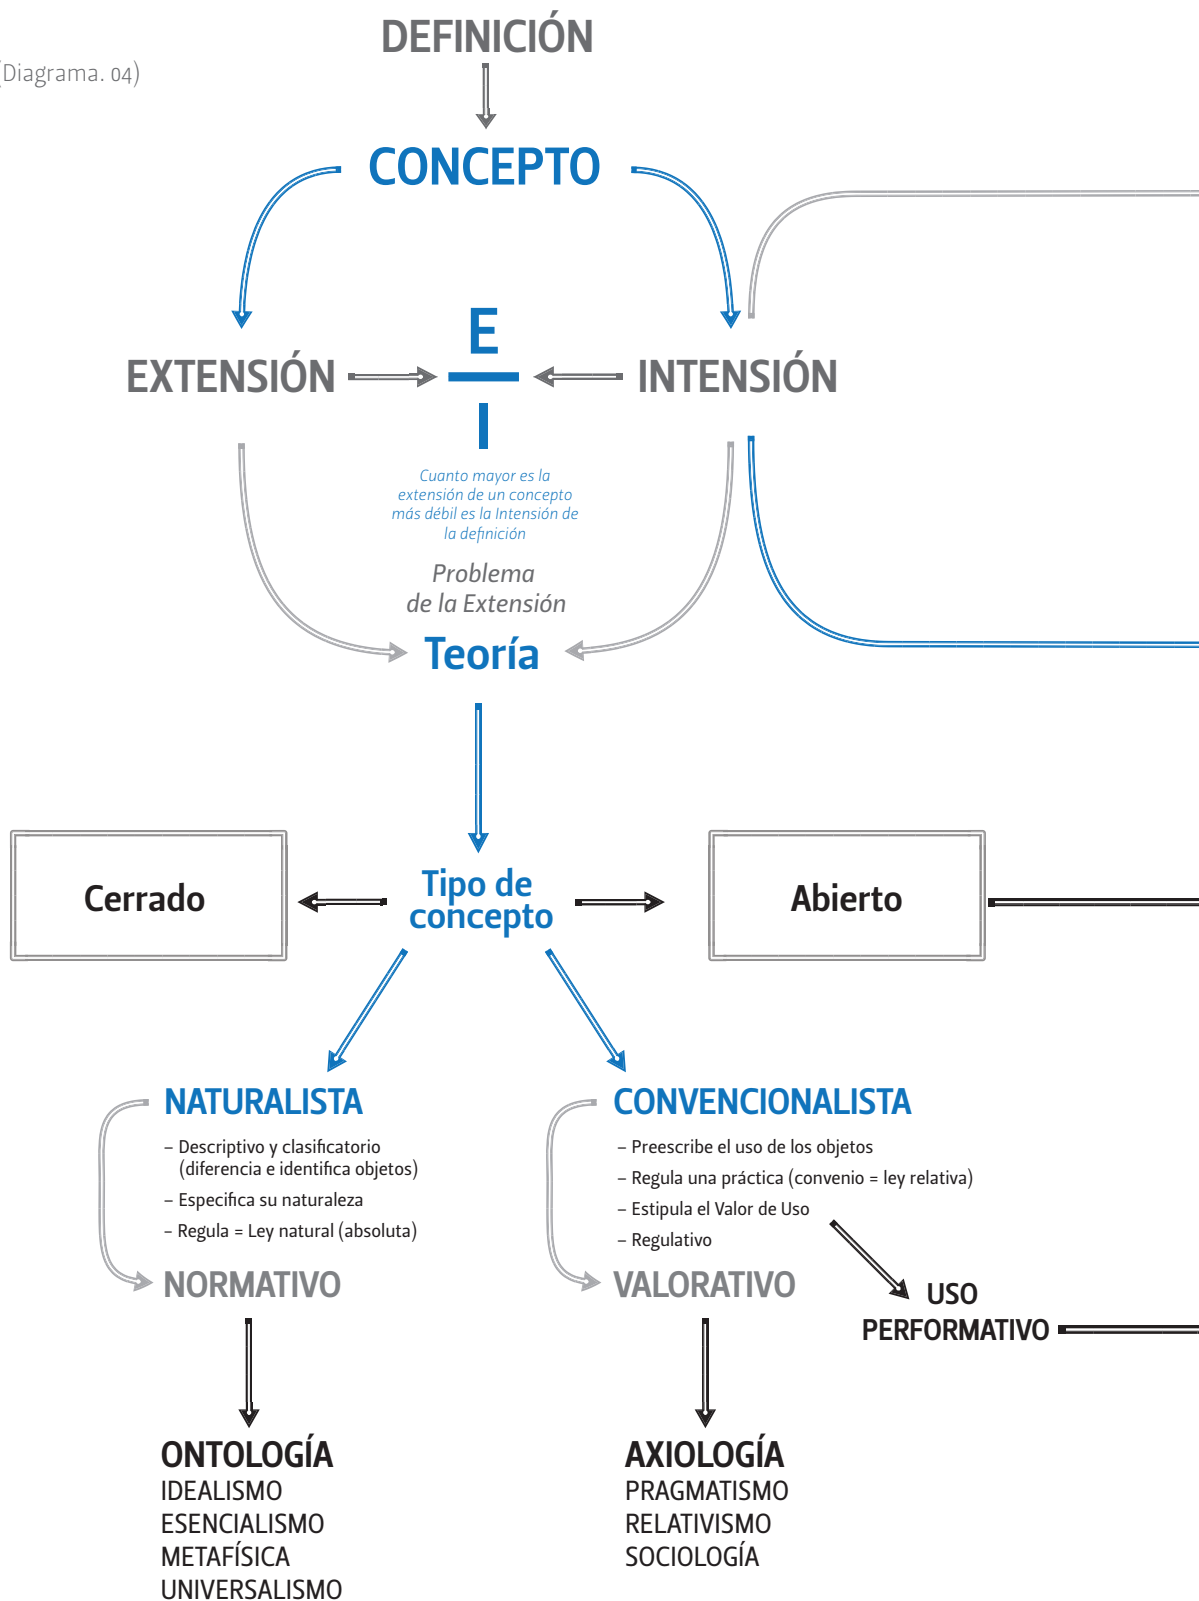 DEFINICIÓN
(Diagrama. 04)
CONCEPTO
E
EXTENSIÓN
INTENSIÓN
I
Cuanto mayor es la
extensión de un concepto
más débil es la Intensión de
la definición
Problema
de la Extensión
Teoría
Cerrado
Tipo de
concepto
Abierto
NATURALISTA
– Descriptivo y clasificatorio
(diferencia e identifica objetos)
– Especifica su naturaleza
– Regula = Ley natural (absoluta)
NORMATIVO
CONVENCIONALISTA
– Preescribe el uso de los objetos
– Regula una práctica (convenio = ley relativa)
– Estipula el Valor de Uso
– Regulativo
VALORATIVO
USO
PERFORMATIVO
ONTOLOGÍA
IDEALISMO
ESENCIALISMO
METAFÍSICA
UNIVERSALISMO
AXIOLOGÍA
PRAGMATISMO
RELATIVISMO
SOCIOLOGÍA